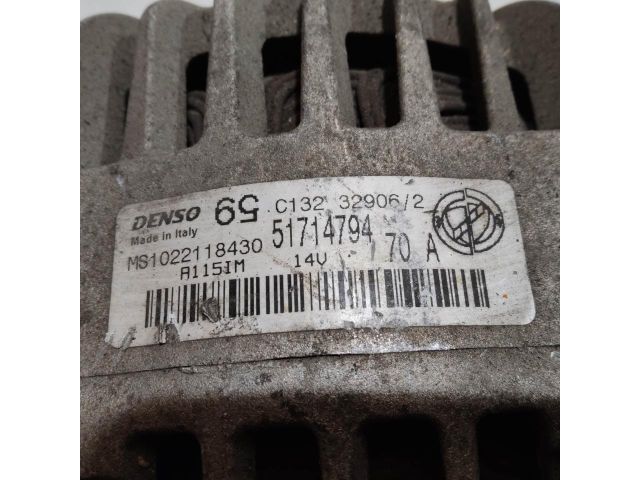 DENSO 59 C132 32906/2
Made in Italy 51714794
MS1022118430 14V 70 A
A115IM